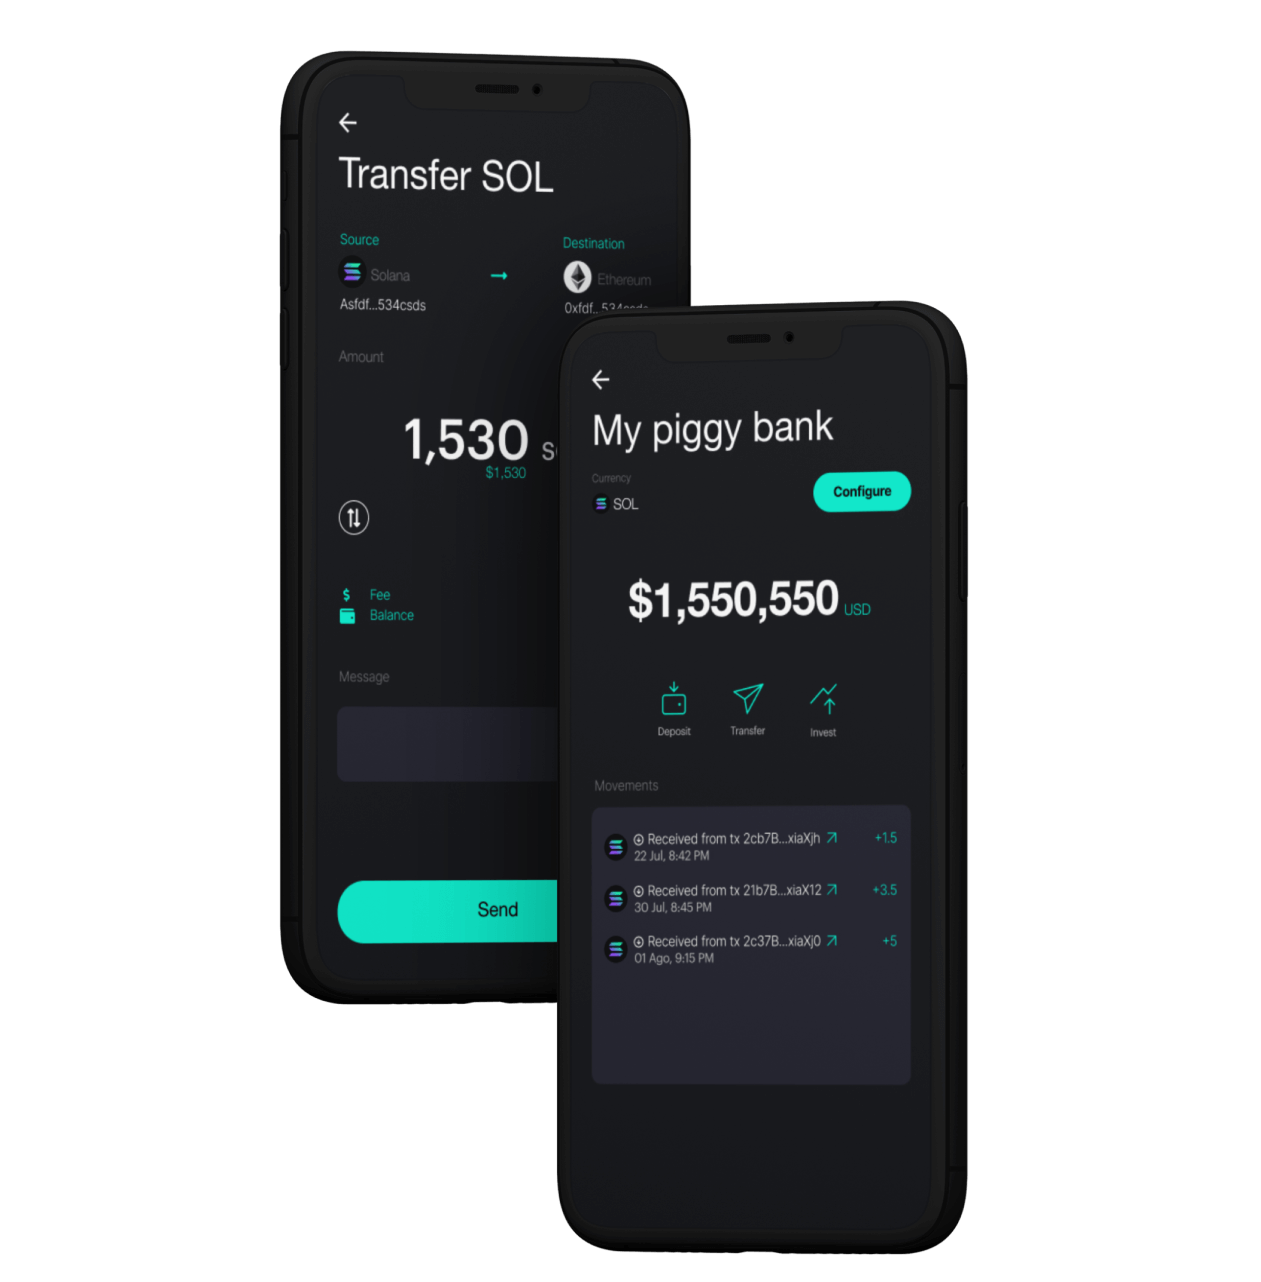 Transfer SOL
Source
Destination
Solana
Ethereum
Asfdf...534csds
0xfdf..
Amount
1,530
$1,530
$ Fee
Balance
Message
Send
My piggy bank
Currency
SOL
Configure
$1,550,550 USD
Deposit
Transfer
Invest
Movements
Received from tx 2cb7B...xiaXjh
+1.5
22 Jul, 8:42 PM
Received from tx 21b7B...xiaX12
+3.5
30 Jul, 8:45 PM
Received from tx 2c37B...xiaXj0
+5
01 Ago, 9:15 PM